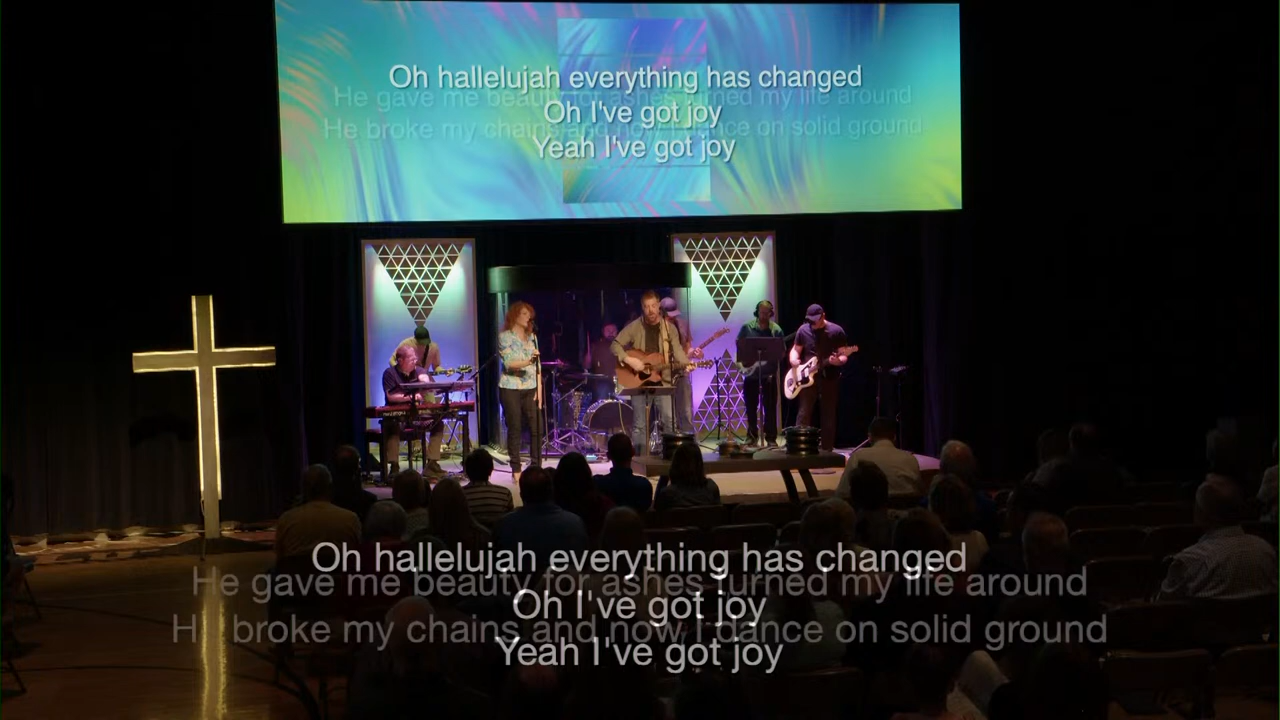 Oh hallelujah everything has changed
He gave me beauty for ashes turned my life around
Oh I've got joy
He broke my chains and now I dance on solid ground
Yeah I've got joy
Oh hallelujah everything has changed
He gave me beauty for ashes turned my life around
Oh I've got joy
H broke my chains and now I dance on solid ground
Yeah I've got joy